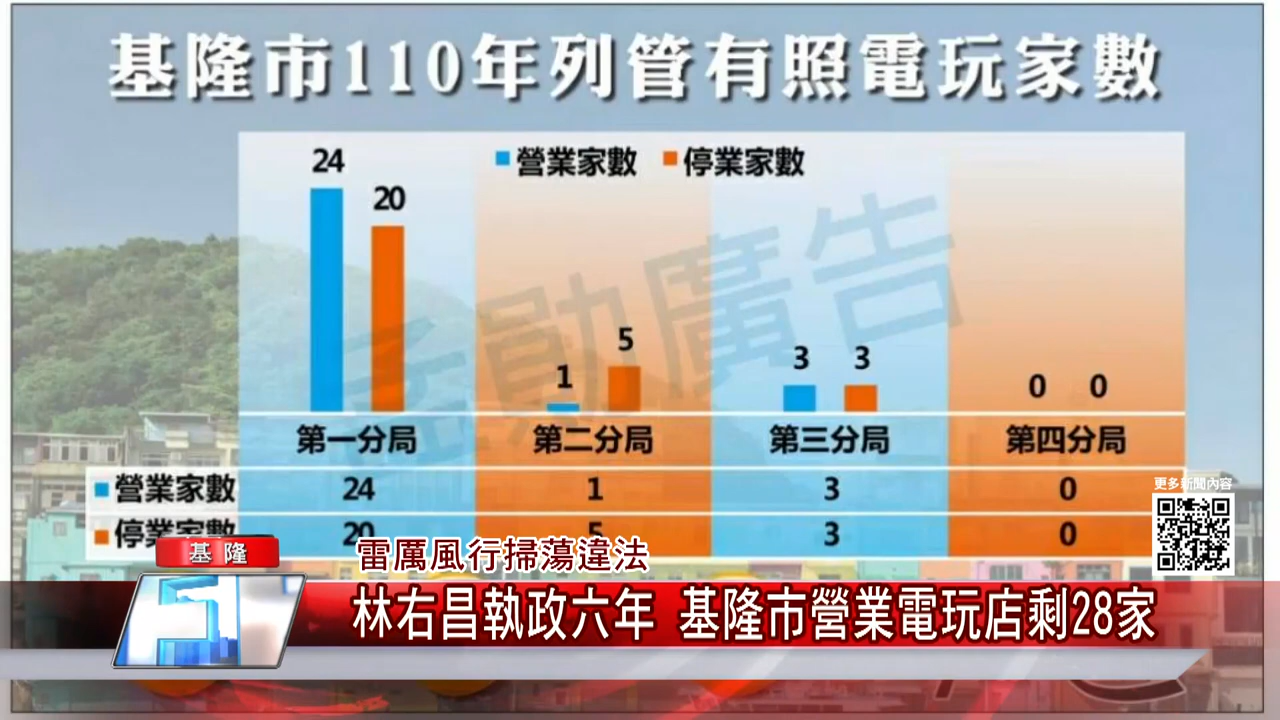 基隆市110年列管有照電玩家數
24
20
營業家數 停業家數
1
5
3
3
0
0
第一分局 第二分局 第三分局 第四分局
營業家數 24 1 3 0
停業家數 20 5 3 0
勛廣告
更多新聞內容
基隆
雷厲風行掃蕩違法
林右昌執政六年 基隆市營業電玩店剩28家